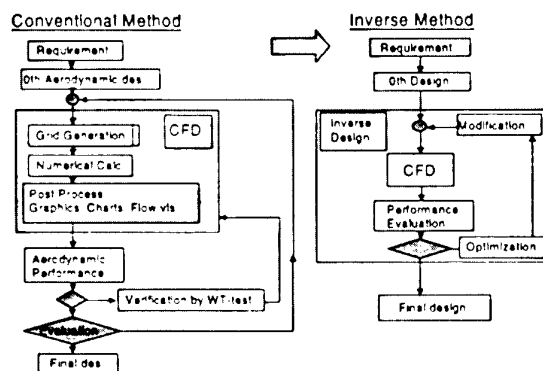 Conventional Method
Requirement
0th Aerodynamic des
Grid Generation
CFD
Numerical Calc
Post Process
Graphics. Charts. Flow.vis
Aerodynamic
Performance
Verification by WT-test
Evaluation
Final des
Inverse Method
Requirement
0th Design
Inverse
Design
Modification
CFD
Performance
Evaluation
Optimization
Final design